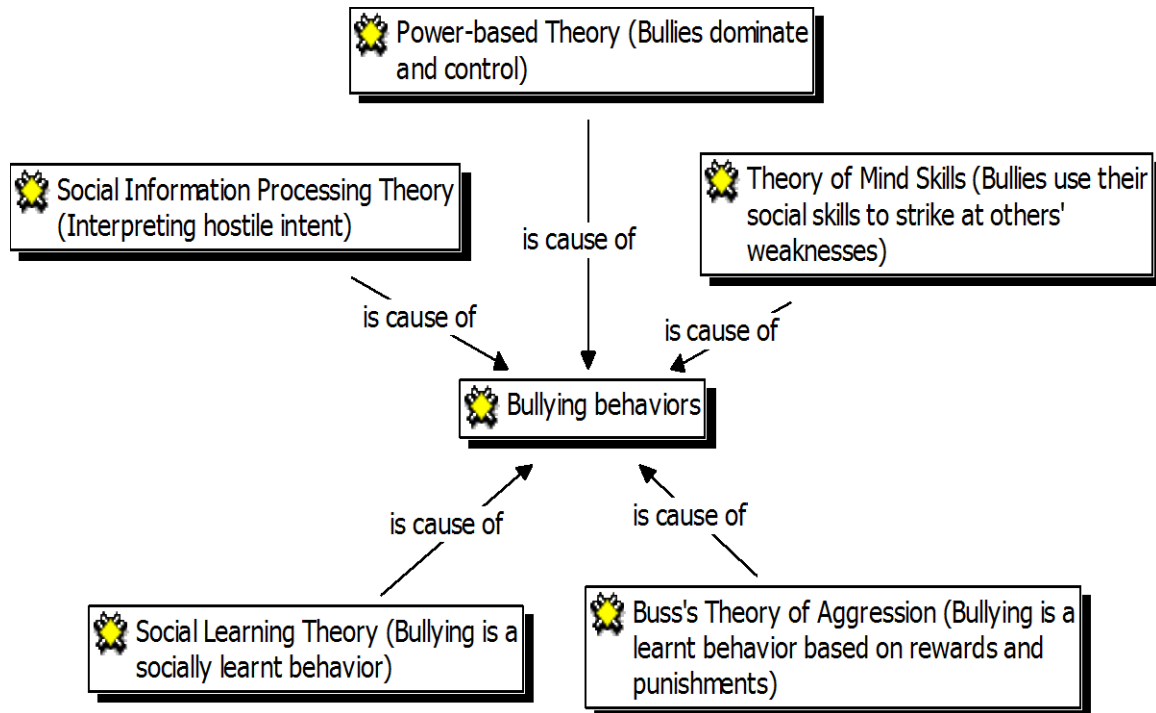 Power-based Theory (Bullies dominate
and control)
Social Information Processing Theory
(Interpreting hostile intent)
Theory of Mind Skills (Bullies use their
social skills to strike at others'
weaknesses)
is cause of
is cause of
is cause of
Bullying behaviors
is cause of
is cause of
Social Learning Theory (Bullying is a
socially learnt behavior)
Buss's Theory of Aggression (Bullying is a
learnt behavior based on rewards and
punishments)